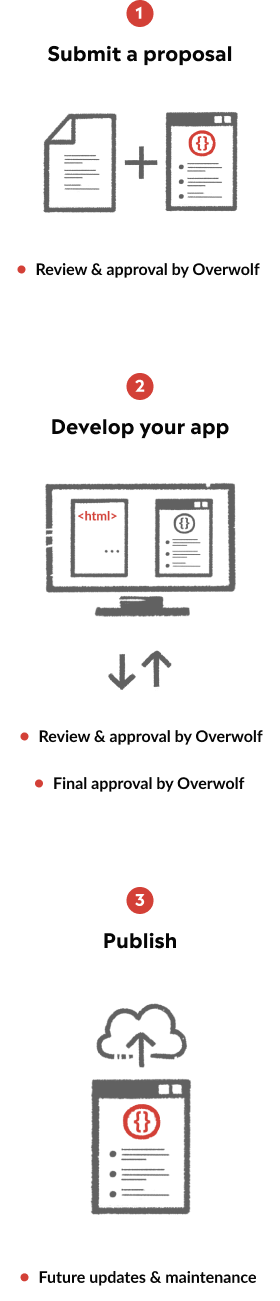 1
Submit a proposal
{}
Review & approval by Overwolf
2
Develop your app
<html>
...
{}
Review & approval by Overwolf
Final approval by Overwolf
3
Publish
{}
Future updates & maintenance